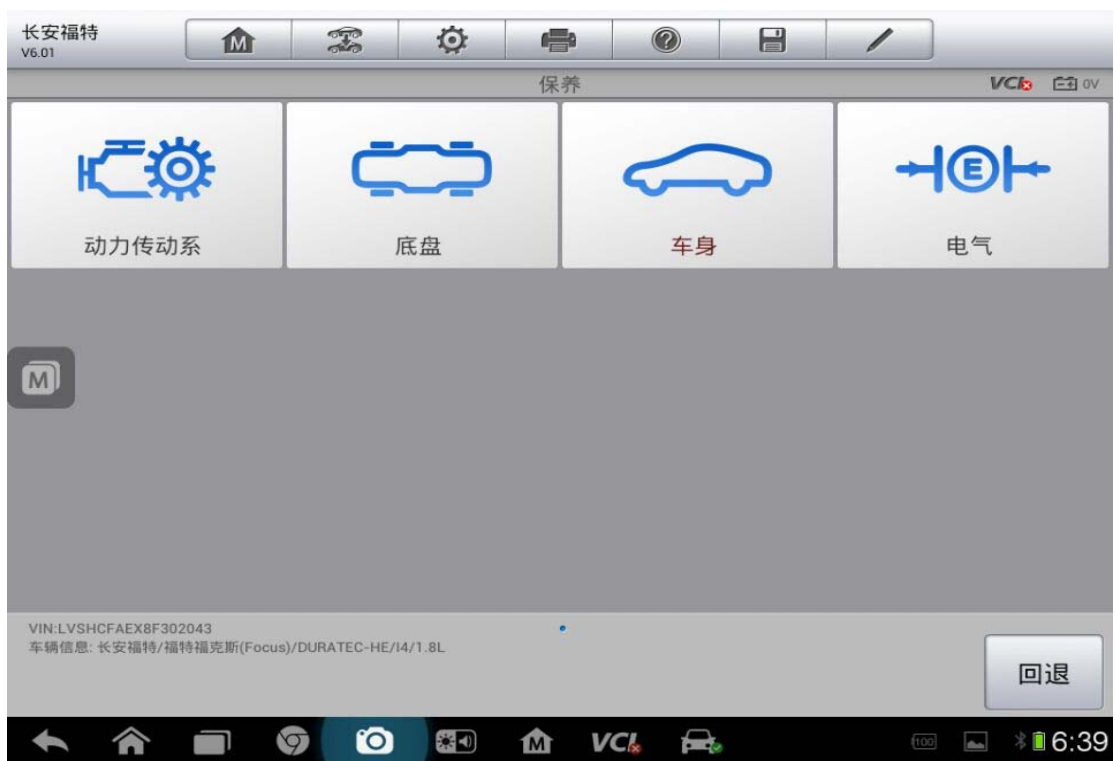 长安福特
V6.01
M
保养
VCI 0V
E
动力传动系
底盘
车身
电气
M
VIN:LVSHCFAEX8F302043
车辆信息: 长安福特/福特福克斯(Focus)/DURATEC-HE/I4/1.8L
回退
M
VCI
100
6:39